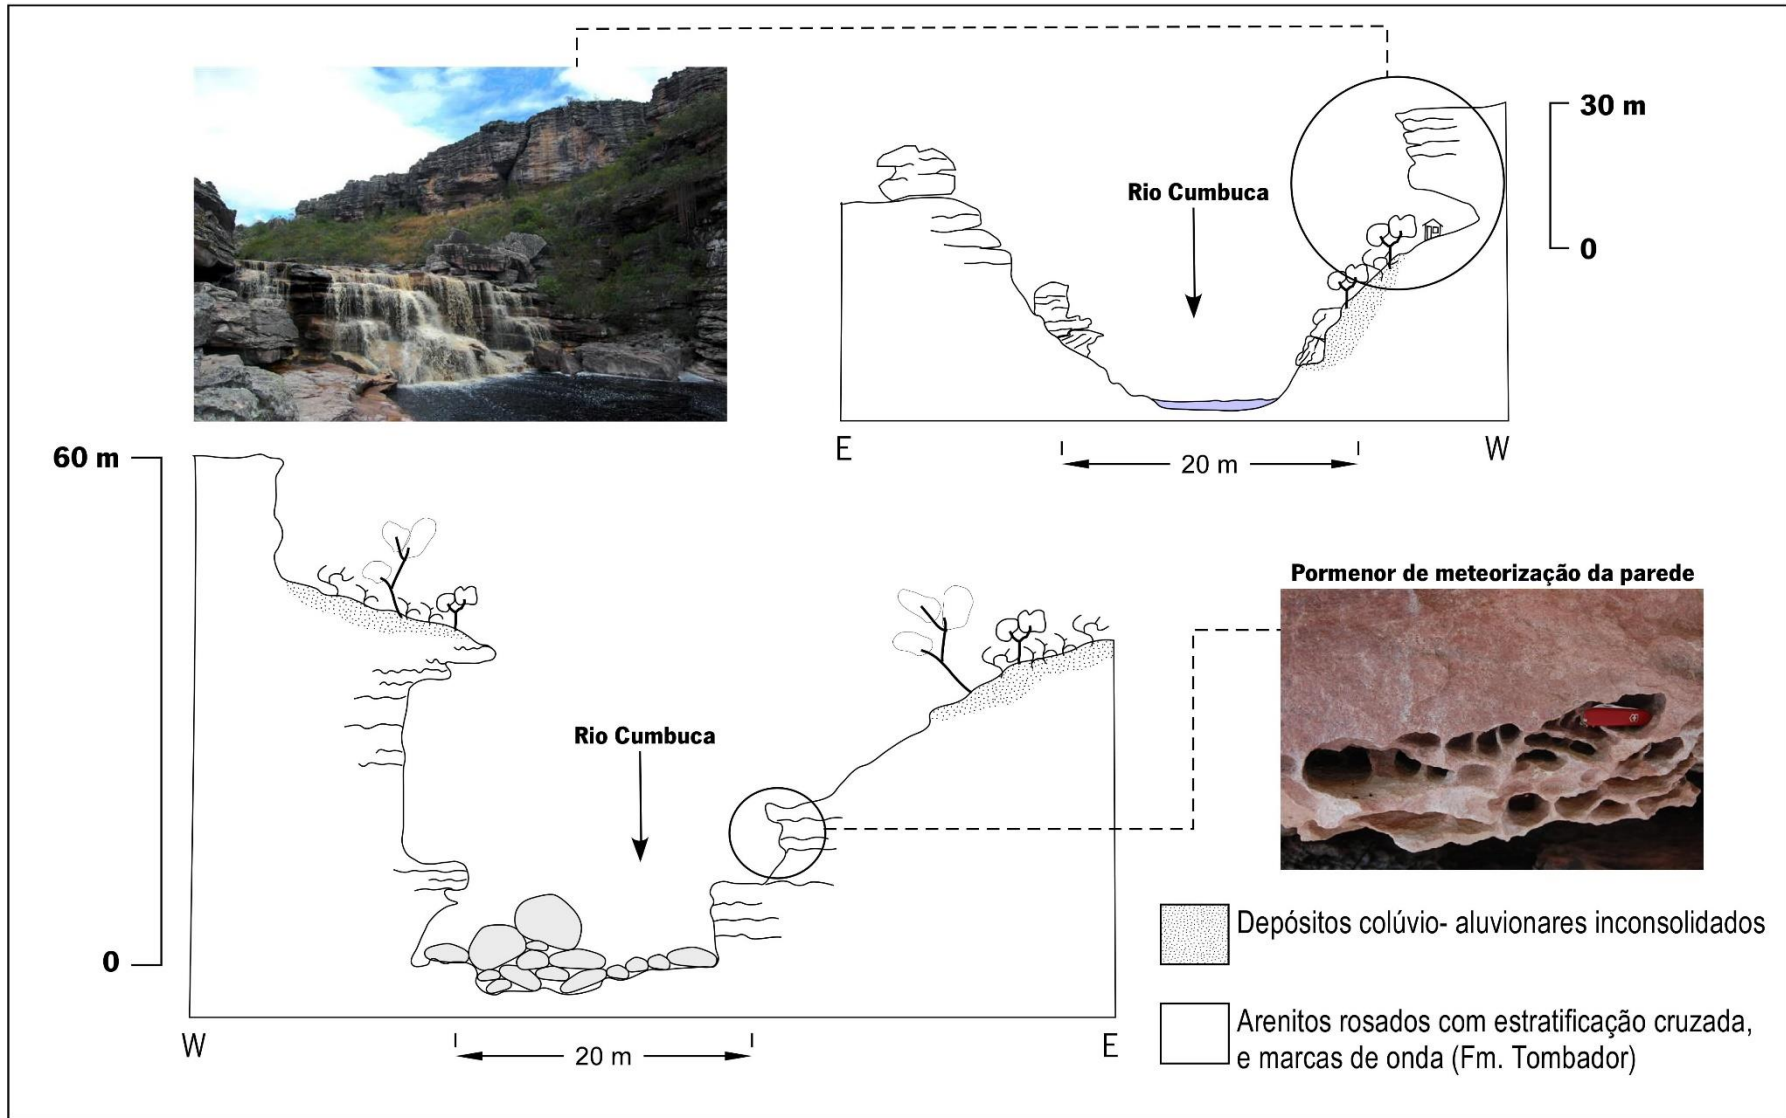 30 m
Rio Cumbuca
0
E
W
20 m
60 m
Pormenor de meteorização da parede
Rio Cumbuca
0
W
E
20 m
Depósitos colúvio- aluvionares inconsolidados
Arenitos rosados com estratificação cruzada,
e marcas de onda (Fm. Tombador)